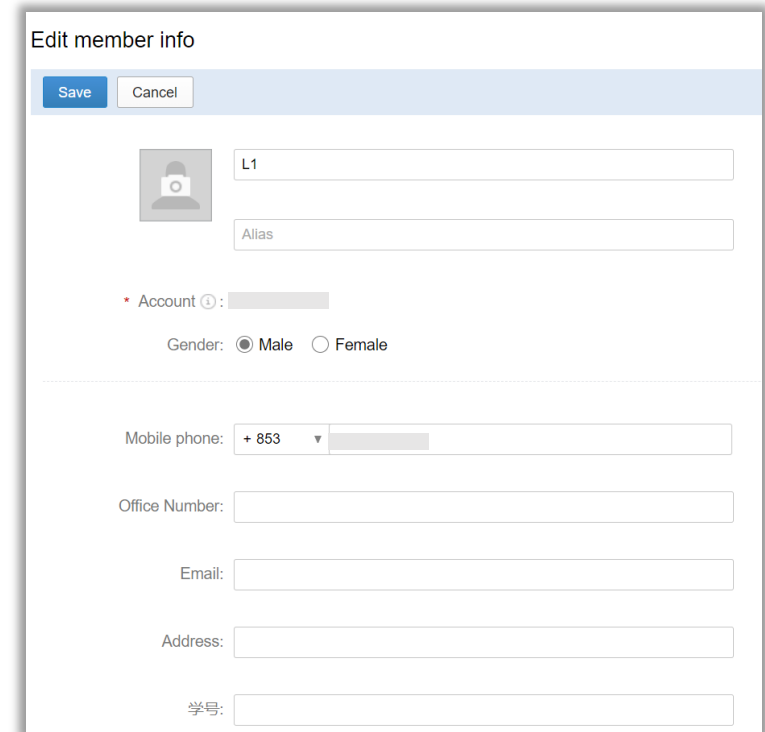 Edit member info
Save Cancel
L1
Alias
* Account i :
Gender: Male Female
Mobile phone: + 853
Office Number:
Email:
Address:
学号: